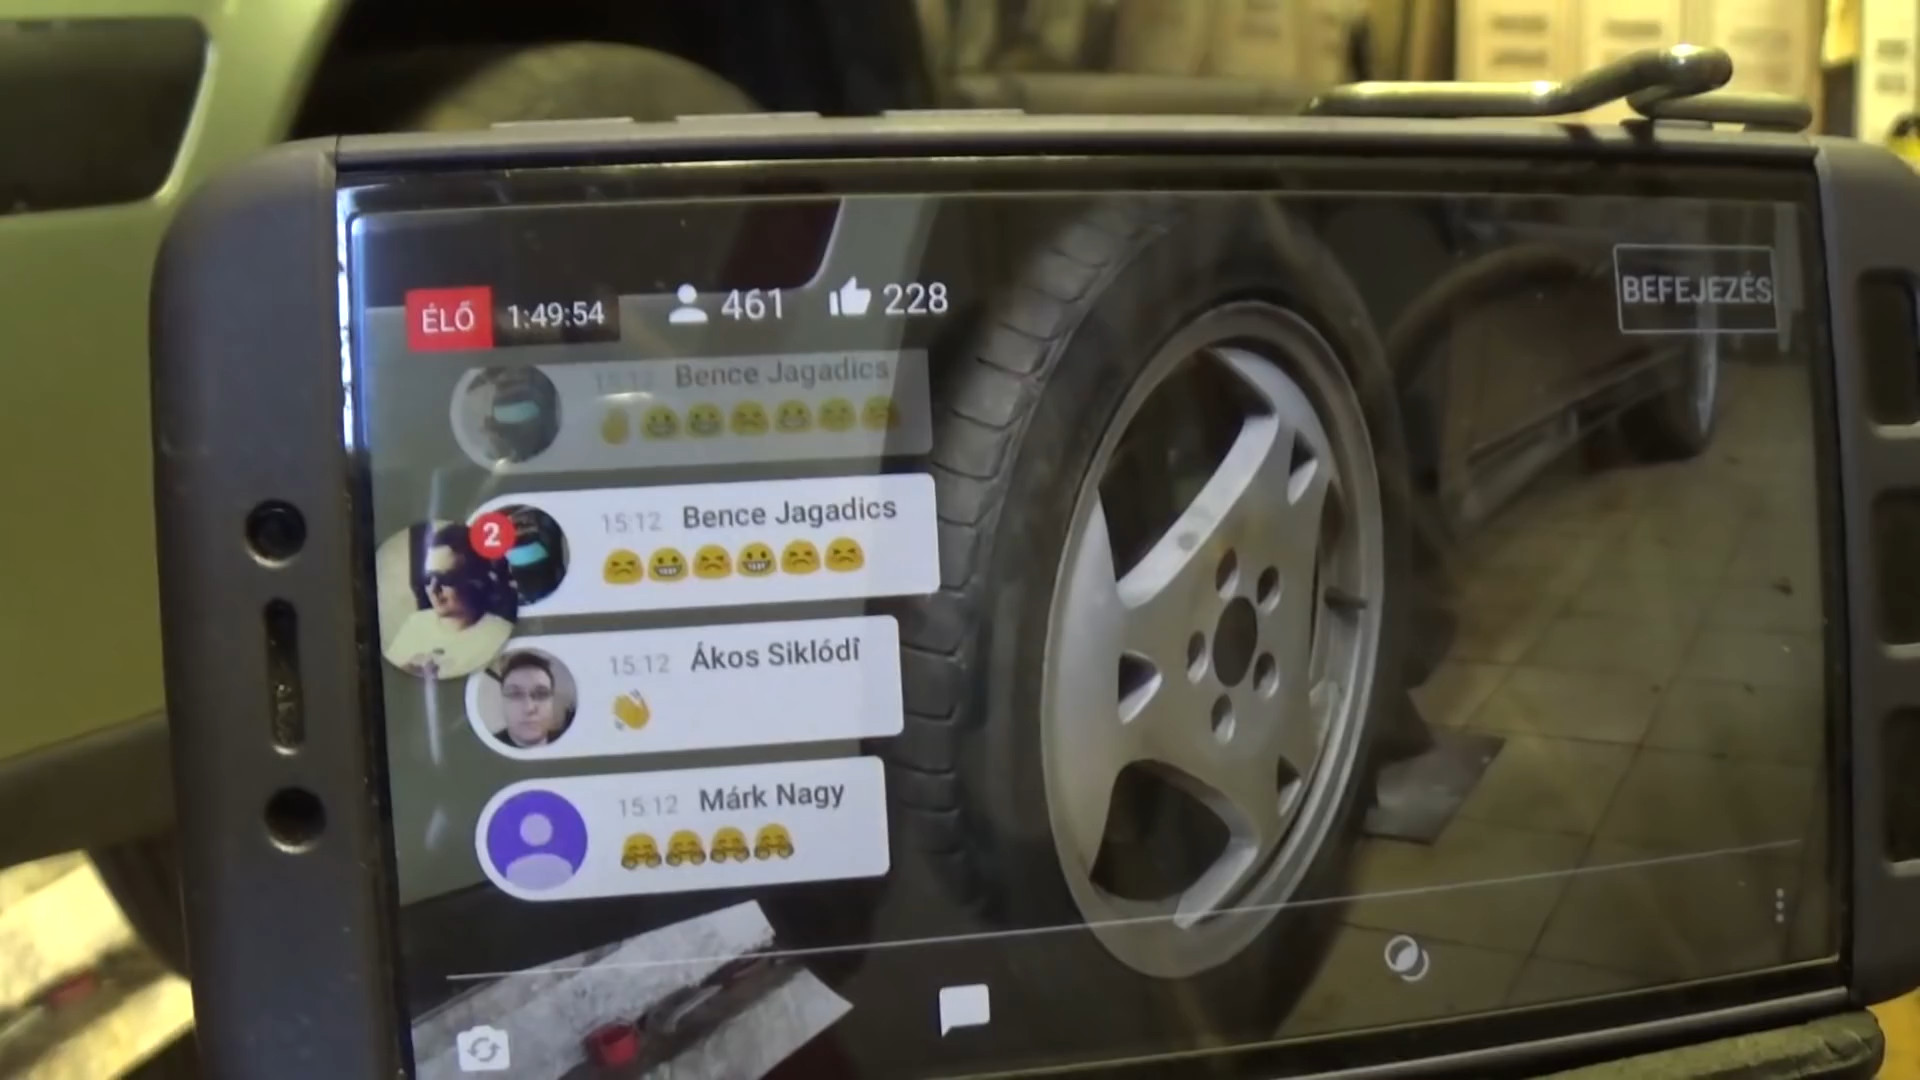 ÉLŐ 1:49:54 461 228
BEFEJEZÉS
15:12 Bence Jagadics
2
15:12 Bence Jagadics
15:12 Ákos Siklódi
15:12 Márk Nagy